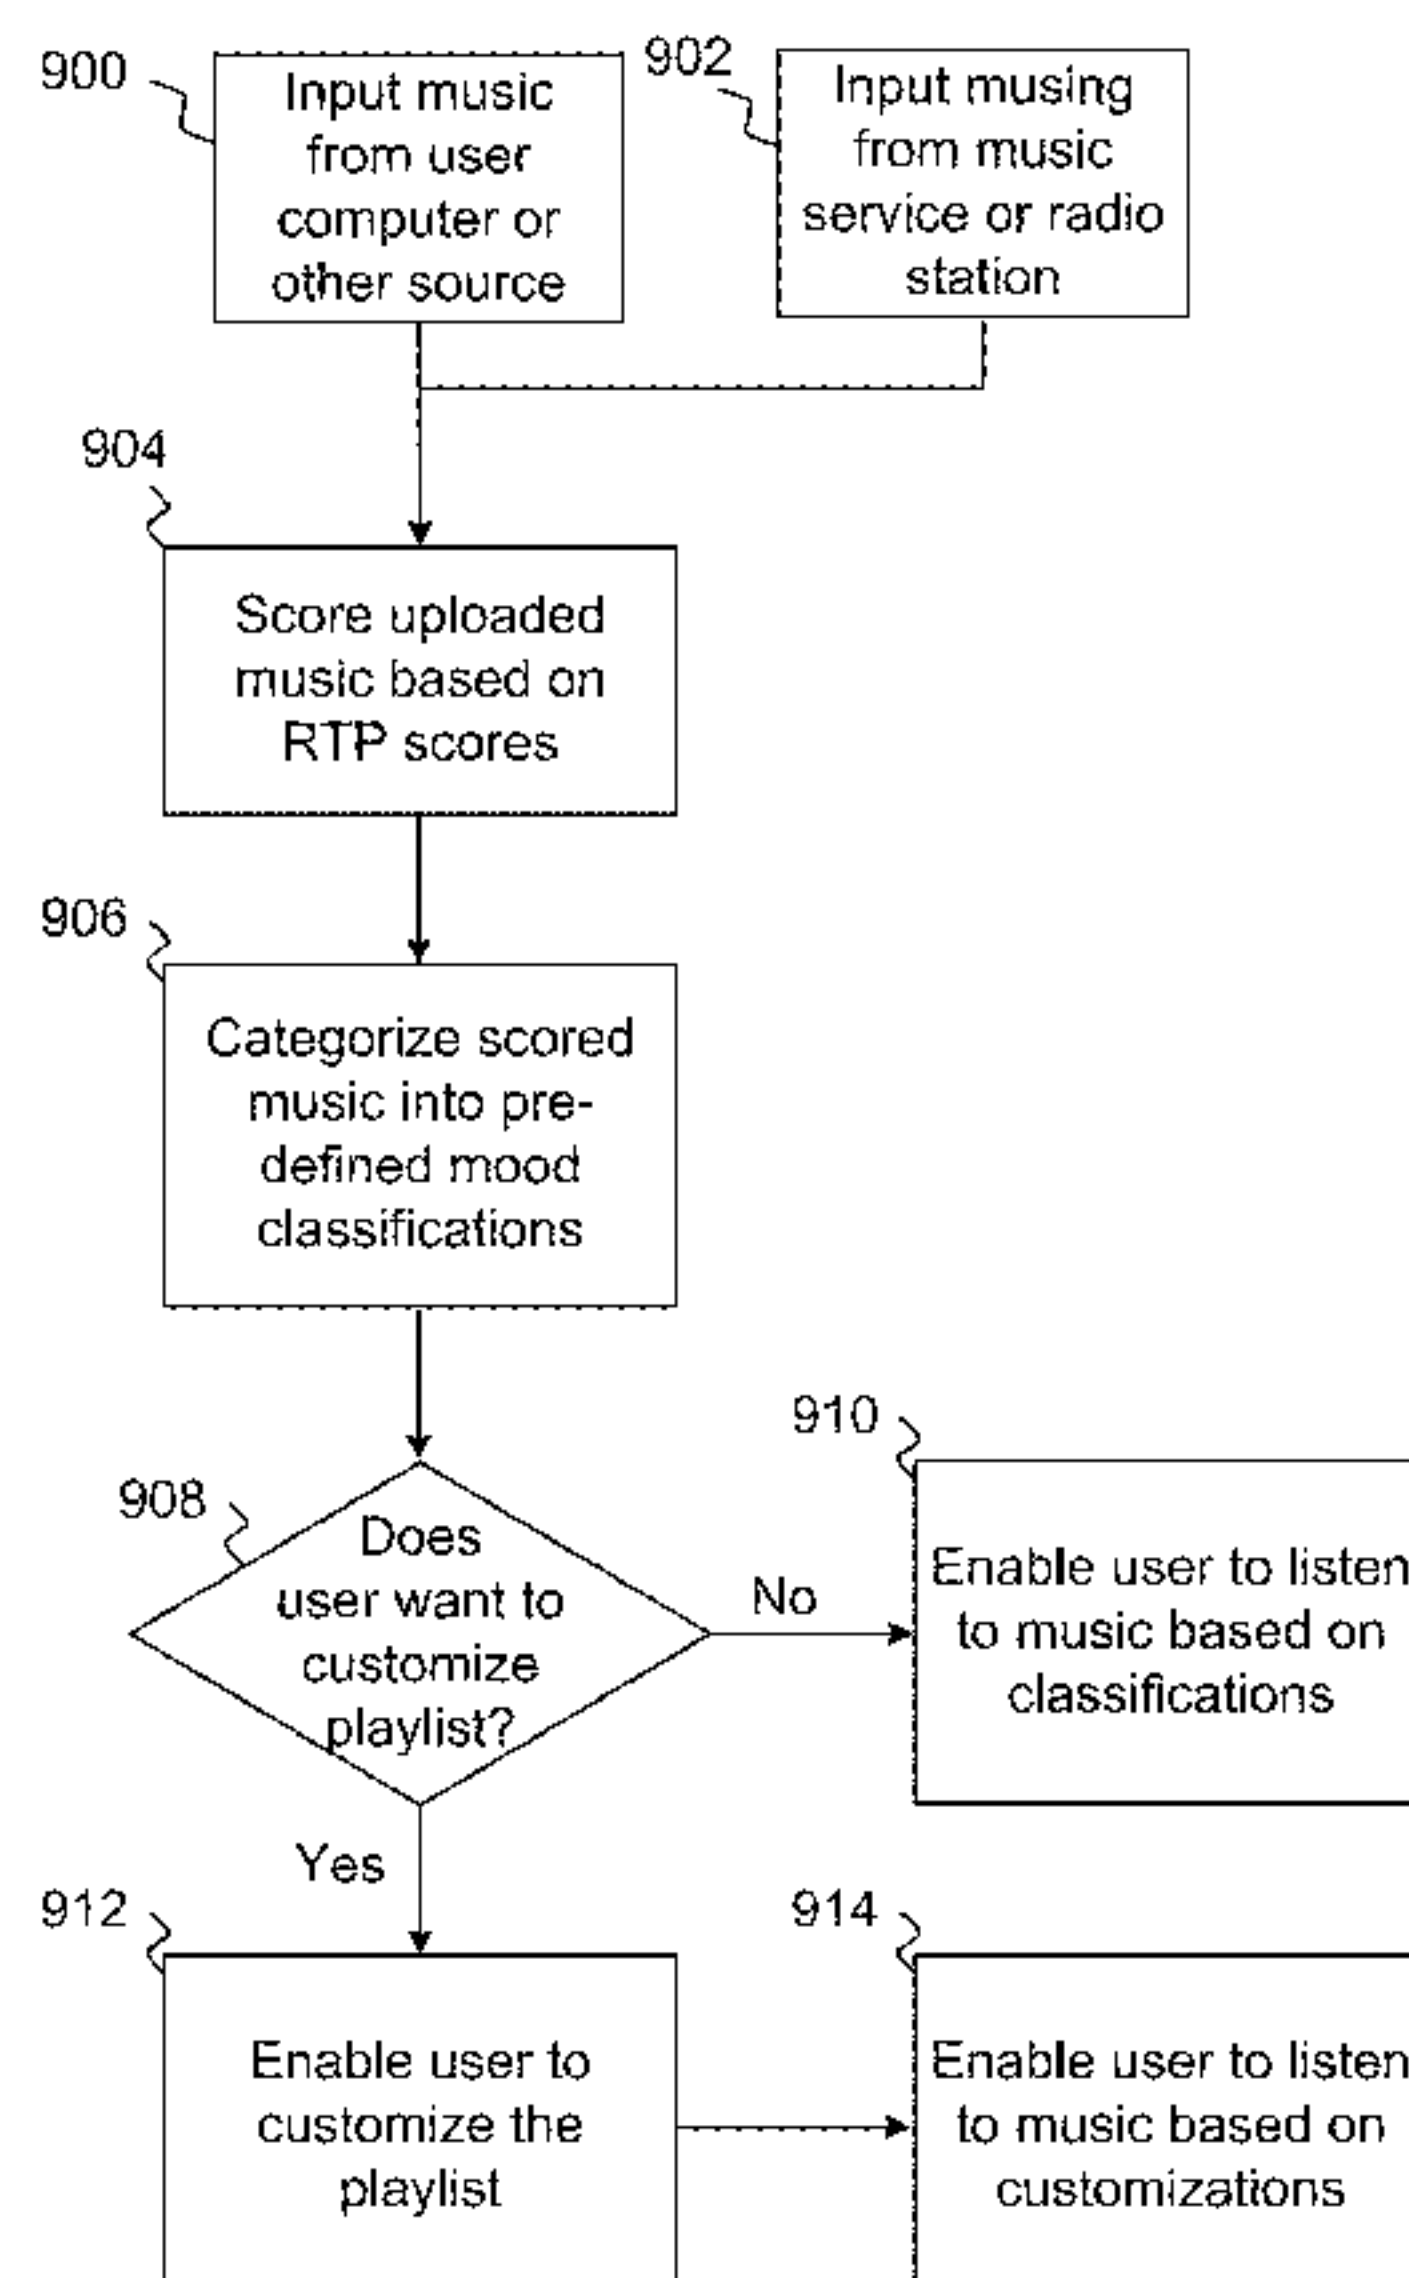 900
Input music
from user
computer or
other source
902
Input musing
from music
service or radio
station
904
Score uploaded
music based on
RTP scores
906
Categorize scored
music into pre-
defined mood
classifications
908
Does
user want to
customize
playlist?
No
910
Enable user to listen
to music based on
classifications
Yes
912
Enable user to
customize the
playlist
914
Enable user to listen
to music based on
customizations